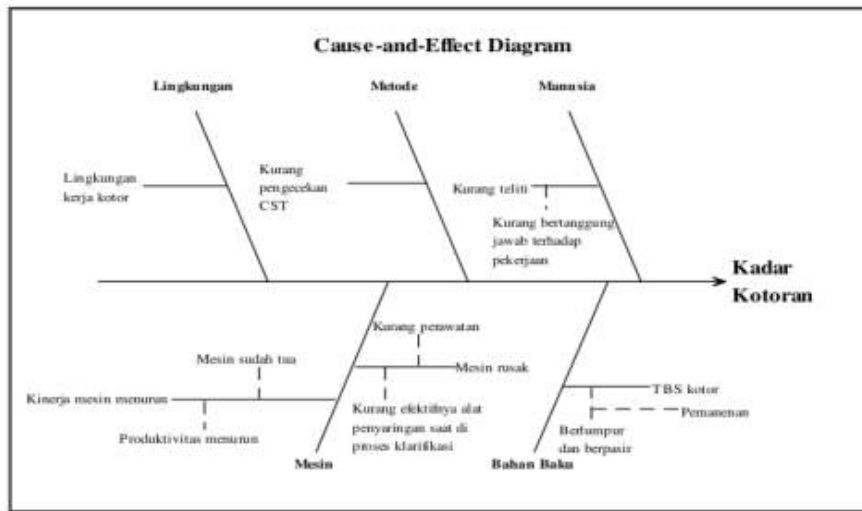 Cause-and-Effect Diagram
Lingkungan
Metode
Manusia
Lingkungan
kerja kotor
Kurang
pengecekan
CST
Kurang teliti
Kurang bertanggung
jawab terhadap
pekerjaan
Kadar
Kotoran
Kurang perawatan
Mesin sudah tua
Mesin rusak
Kinerja mesin menurun
TBS kotor
Kurang efektifnya alat
penyaringan saat di
proses klarifikasi
Pemanenan
Produktivitas menurun
Berlumpur
dan berpasir
Mesin
Bahan Baku